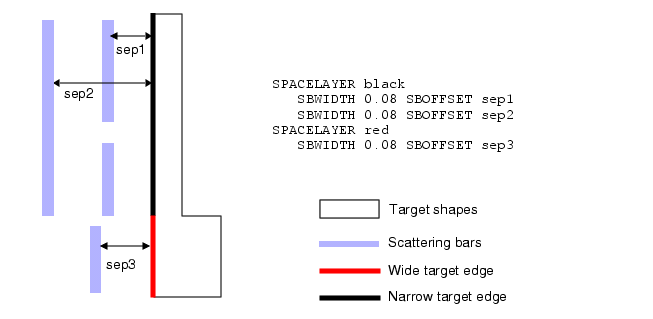 sep1
sep2
sep3
SPACELAYER black
SBWIDTH 0.08 SBOFFSET sep1
SBWIDTH 0.08 SBOFFSET sep2
SPACELAYER red
SBWIDTH 0.08 SBOFFSET sep3
Target shapes
Scattering bars
Wide target edge
Narrow target edge